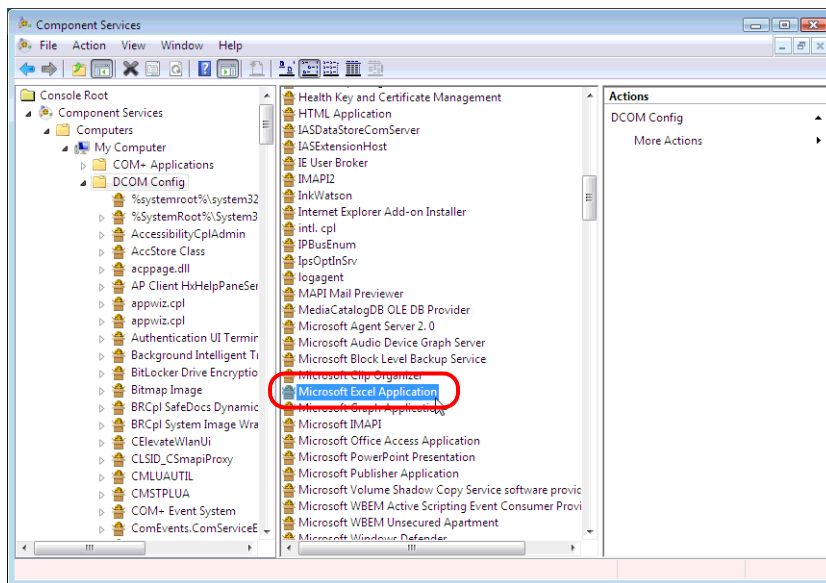 Component Services
File Action View Window Help
Console Root
Component Services
Computers
My Computer
COM+ Applications
DCOM Config
%systemroot%\system32
%SystemRoot%\System3
AccessibilityCplAdmin
AccStore Class
acppage.dll
AP Client HxHelpPaneSer
appwiz.cpl
appwiz.cpl
Authentication UI Termir
Background Intelligent Tr
BitLocker Drive Encryptio
Bitmap Image
BRCpl SafeDocs Dynamic
BRCpl System Image Wra
CElevateWlanUi
CLSID_CSmapiProxy
CMLUAUTIL
CMSTPLUA
COM+ Event System
ComEvents.ComServiceE
Health Key and Certificate Management
HTML Application
IASDataStoreComServer
IASExtensionHost
IE User Broker
IMAPI2
InkWatson
Internet Explorer Add-on Installer
intl. cpl
IPBusEnum
IpsOptInSrv
logagent
MAPI Mail Previewer
MediaCatalogDB OLE DB Provider
Microsoft Agent Server 2.0
Microsoft Audio Device Graph Server
Microsoft Block Level Backup Service
Microsoft Clip Organizer
Microsoft Excel Application
Microsoft Graph Application
Microsoft IMAPI
Microsoft Office Access Application
Microsoft PowerPoint Presentation
Microsoft Publisher Application
Microsoft Volume Shadow Copy Service software provic
Microsoft WBEM Active Scripting Event Consumer Provi
Microsoft WBEM Unsecured Apartment
Microsoft Windows Defender
Actions
DCOM Config
More Actions